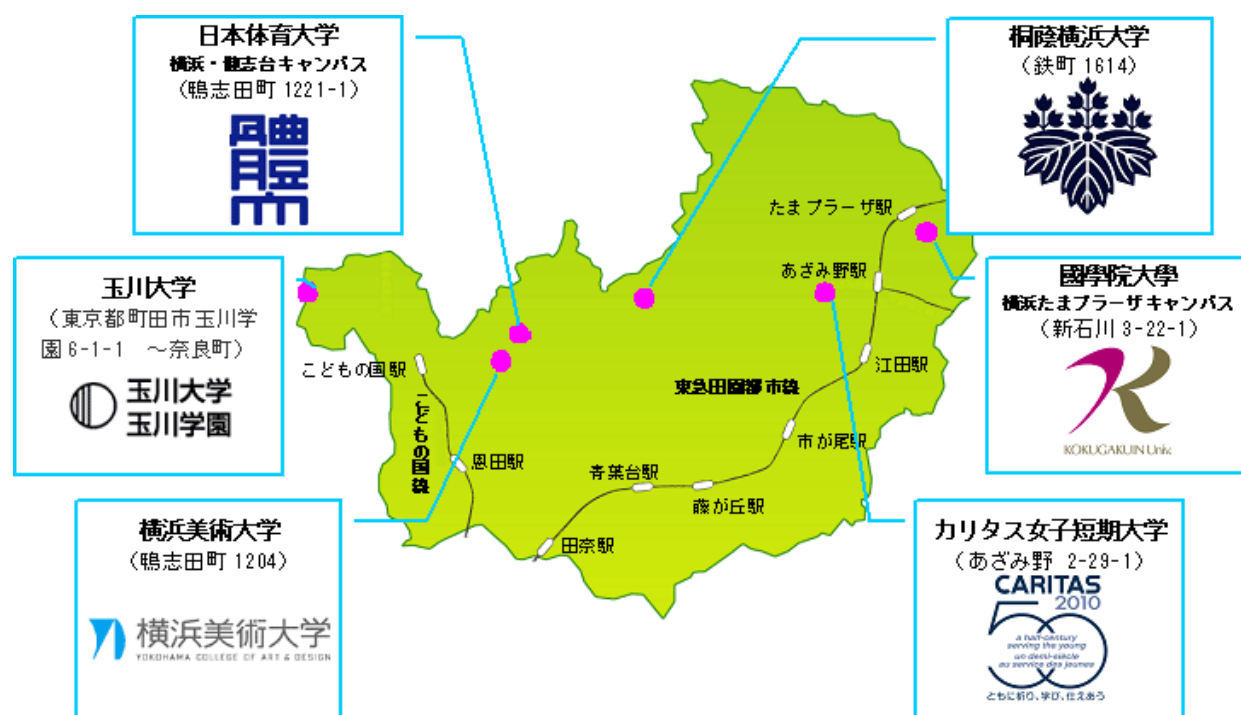 日本体育大学
横浜・健志台キャンパス
(鴨志田町 1221-1)
體
桐蔭横浜大学
(鉄町 1614)
たまプラーザ駅
あざみ野駅
玉川大学
(東京都町田市玉川学
園 6-1-1 ～奈良町)
玉川大学
玉川学園
國學院大學
横浜たまプラーザキャンパス
(新石川 3-22-1)
KOKUGAKUIN Univ.
こどもの国駅
こどもの国線
恩田駅
東急田園都市線
江田駅
市が尾駅
青葉台駅
藤が丘駅
田奈駅
横浜美術大学
(鴨志田町 1204)
横浜美術大学
YOKOHAMA COLLEGE OF ART & DESIGN
カリタス女子短期大学
(あざみ野 2-29-1)
CARITAS
2010
50
a half-century
serving the young
un demi-siècle
au service des jeunes
ともに祈り、学び、仕えあう